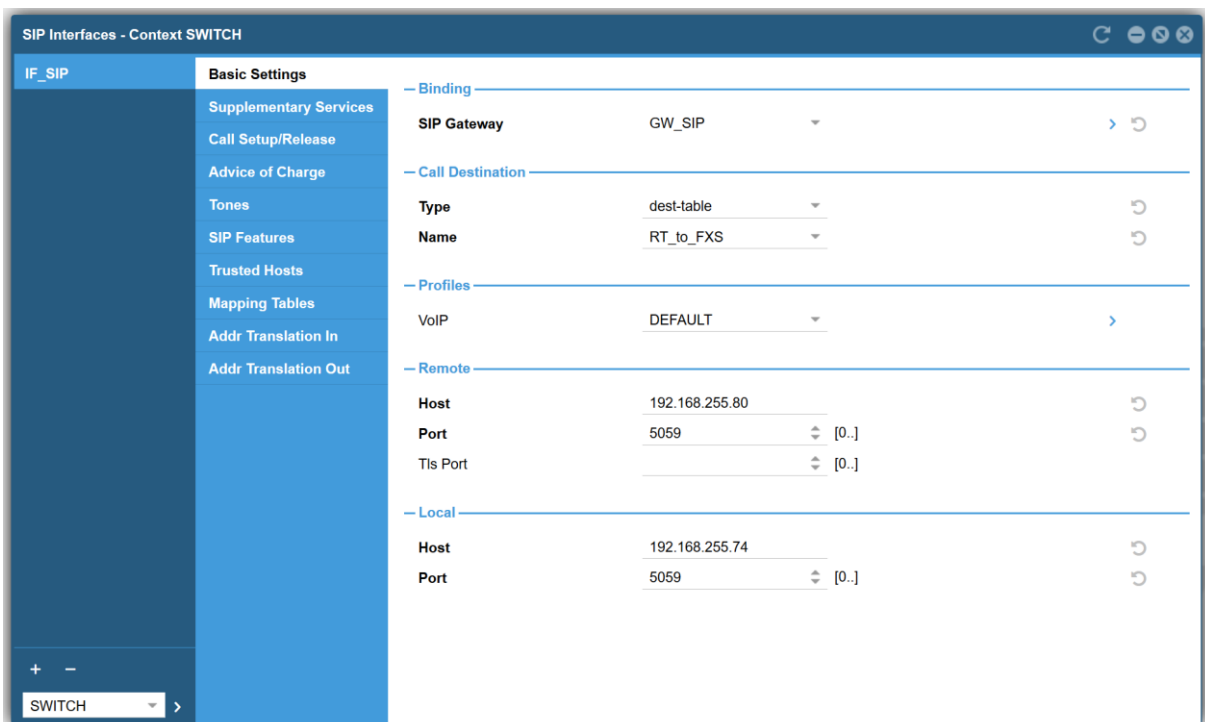 SIP Interfaces - Context SWITCH
IF_SIP
Basic Settings
Supplementary Services
Call Setup/Release
Advice of Charge
Tones
SIP Features
Trusted Hosts
Mapping Tables
Addr Translation In
Addr Translation Out
Binding
SIP Gateway GW_SIP
Call Destination
Type dest-table
Name RT_to_FXS
Profiles
VoIP DEFAULT
Remote
Host 192.168.255.80
Port 5059 [0..]
Tls Port [0..]
Local
Host 192.168.255.74
Port 5059 [0..]
+ −
SWITCH